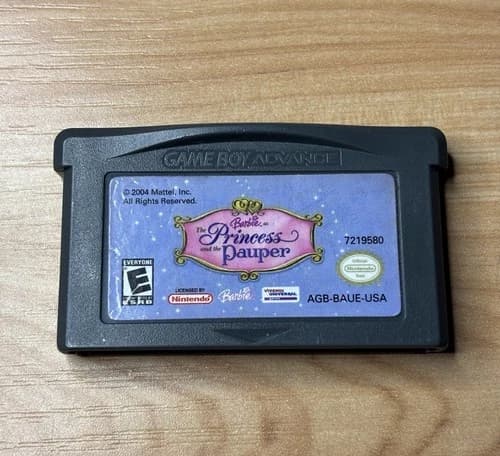 GAME BOY ADVANCE
© 2004 Mattel, Inc.
All Rights Reserved.
Barbie as
The Princess
and the Pauper
7219580
EVERYONE
E
ESRB
Official
Nintendo
Seal
LICENSED BY
Nintendo
Barbie
VIVENDI
UNIVERSAL
AGB-BAUE-USA